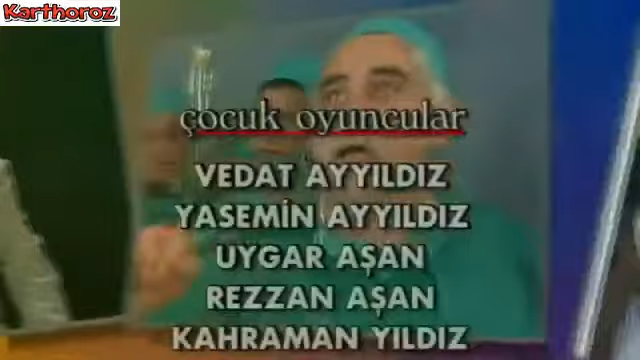 Karthoroz
çocuk oyuncular
VEDAT AYYILDIZ
YASEMİN AYYILDIZ
UYGAR AŞAN
REZZAN AŞAN
KAHRAMAN YILDIZ